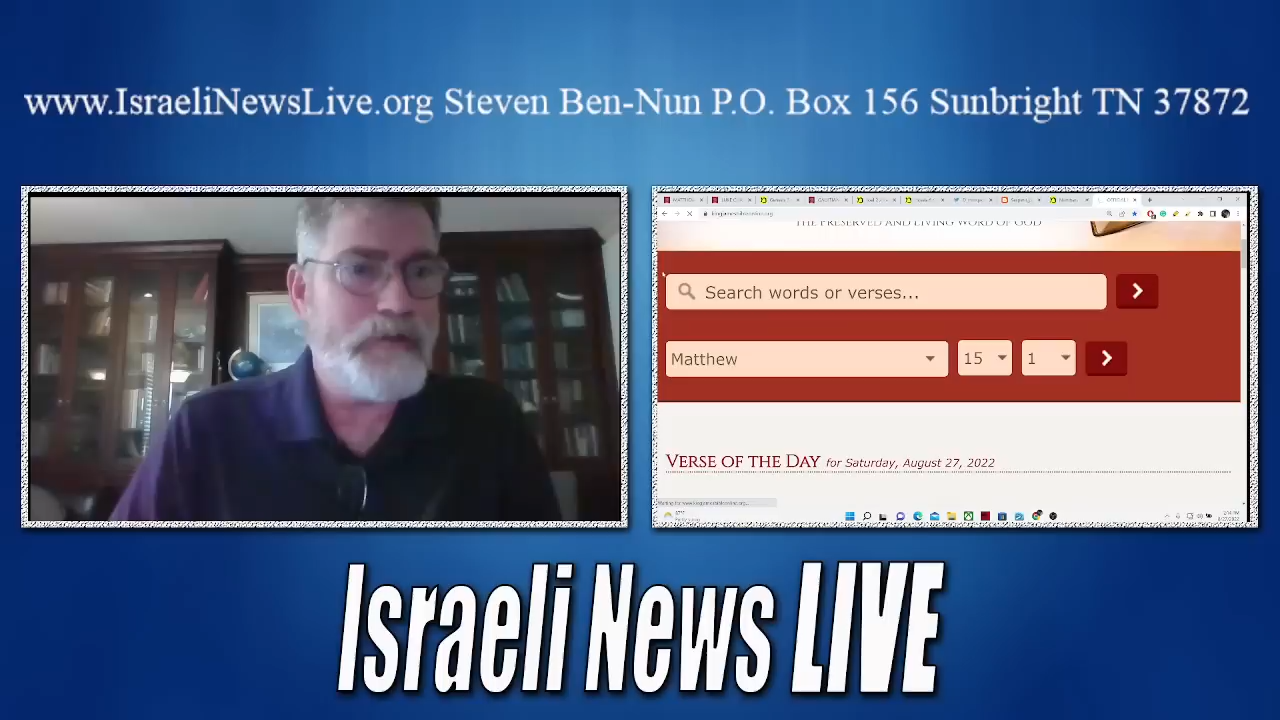 www.IsraeliNewsLive.org Steven Ben-Nun P.O. Box 156 Sunbright TN 37872
THE PRESERVED AND LIVING WORD OF GOD
Search words or verses...
Matthew 15 1
VERSE OF THE DAY for Saturday, August 27, 2022
Israeli News LIVE